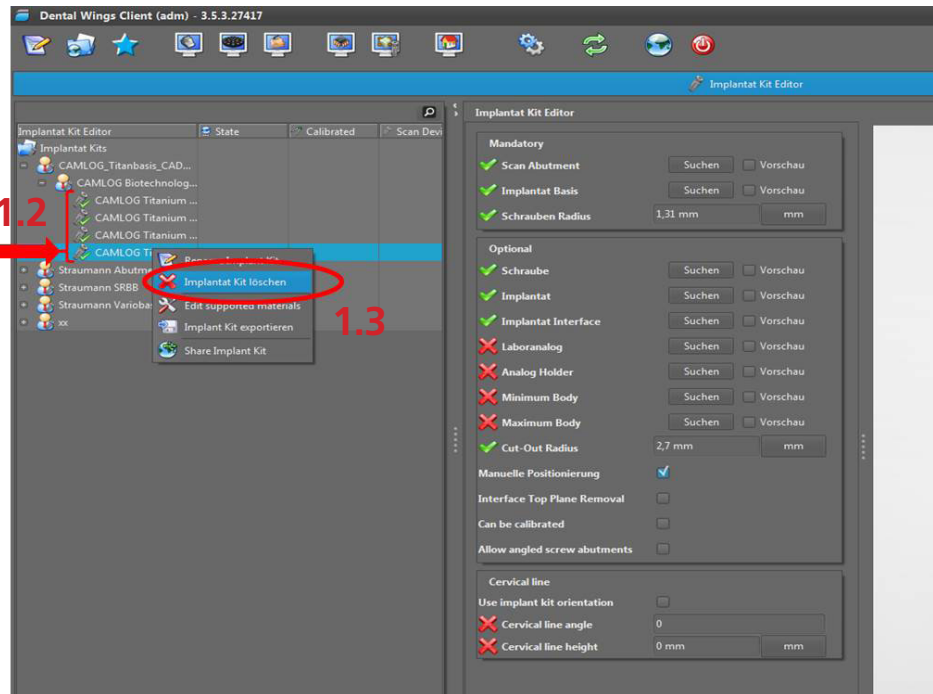 Dental Wings Client (adm) - 3.5.3.27417
Implantat Kit Editor
Implantat Kit Editor State Calibrated Scan Devi
Implantat Kits
CAMLOG_Titanbasis_CAD...
CAMLOG Biotechnolog...
CAMLOG Titanium ...
CAMLOG Titanium ...
CAMLOG Titanium ...
CAMLOG Ti
Straumann Abutme
Straumann SRBB
Straumann Varioba
xx
1.2
Implant Kit
Implantat Kit löschen
Edit supported materials
Implant Kit exportieren
Share Implant Kit
1.3
Implantat Kit Editor
Mandatory
Scan Abutment Suchen Vorschau
Implantat Basis Suchen Vorschau
Schrauben Radius 1,31 mm mm
Optional
Schraube Suchen Vorschau
Implantat Suchen Vorschau
Implantat Interface Suchen Vorschau
Laboranalog Suchen Vorschau
Analog Holder Suchen Vorschau
Minimum Body Suchen Vorschau
Maximum Body Suchen Vorschau
Cut-Out Radius 2,7 mm mm
Manuelle Positionierung
Interface Top Plane Removal
Can be calibrated
Allow angled screw abutments
Cervical line
Use implant kit orientation
Cervical line angle 0
Cervical line height 0 mm mm